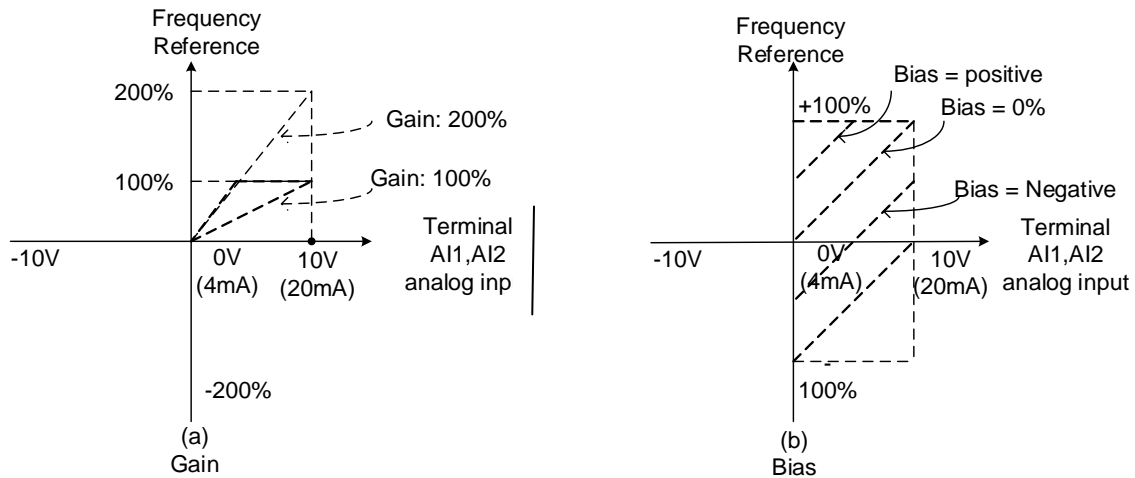 Frequency
Reference
200%
Gain: 200%
100%
Gain: 100%
-10V
0V
(4mA)
10V
(20mA)
Terminal
AI1,AI2
analog inp
-200%
(a)
Gain
Frequency
Reference
Bias = positive
+100%
Bias = 0%
Bias = Negative
-10V
0V
(4mA)
10V
(20mA)
Terminal
AI1,AI2
analog input
-
100%
(b)
Bias